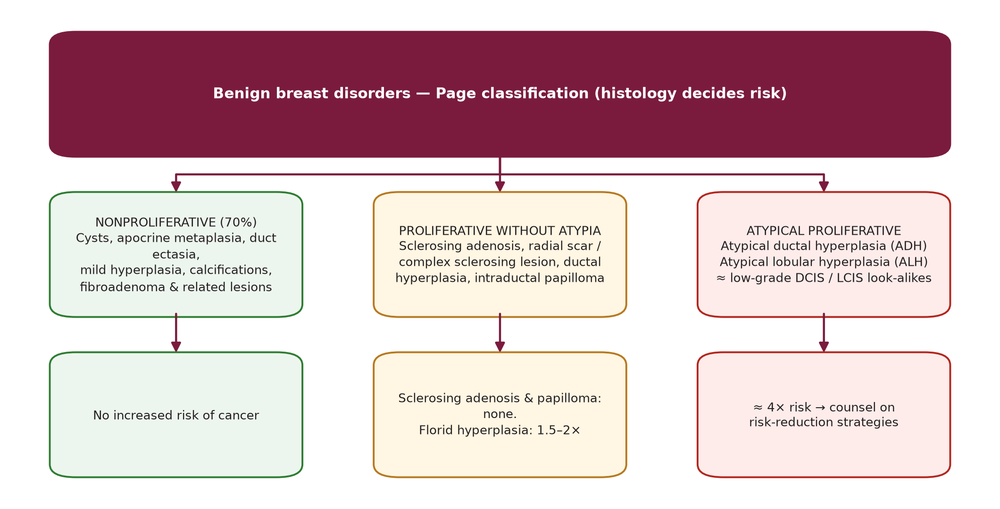 Benign breast disorders — Page classification (histology decides risk)
NONPROLIFERATIVE (70%)
Cysts, apocrine metaplasia, duct
ectasia,
mild hyperplasia, calcifications,
fibroadenoma & related lesions
PROLIFERATIVE WITHOUT ATYPIA
Sclerosing adenosis, radial scar /
complex sclerosing lesion, ductal
hyperplasia, intraductal papilloma
ATYPICAL PROLIFERATIVE
Atypical ductal hyperplasia (ADH)
Atypical lobular hyperplasia (ALH)
≈ low-grade DCIS / LCIS look-alikes
No increased risk of cancer
Sclerosing adenosis & papilloma:
none.
Florid hyperplasia: 1.5–2×
≈ 4× risk → counsel on
risk-reduction strategies